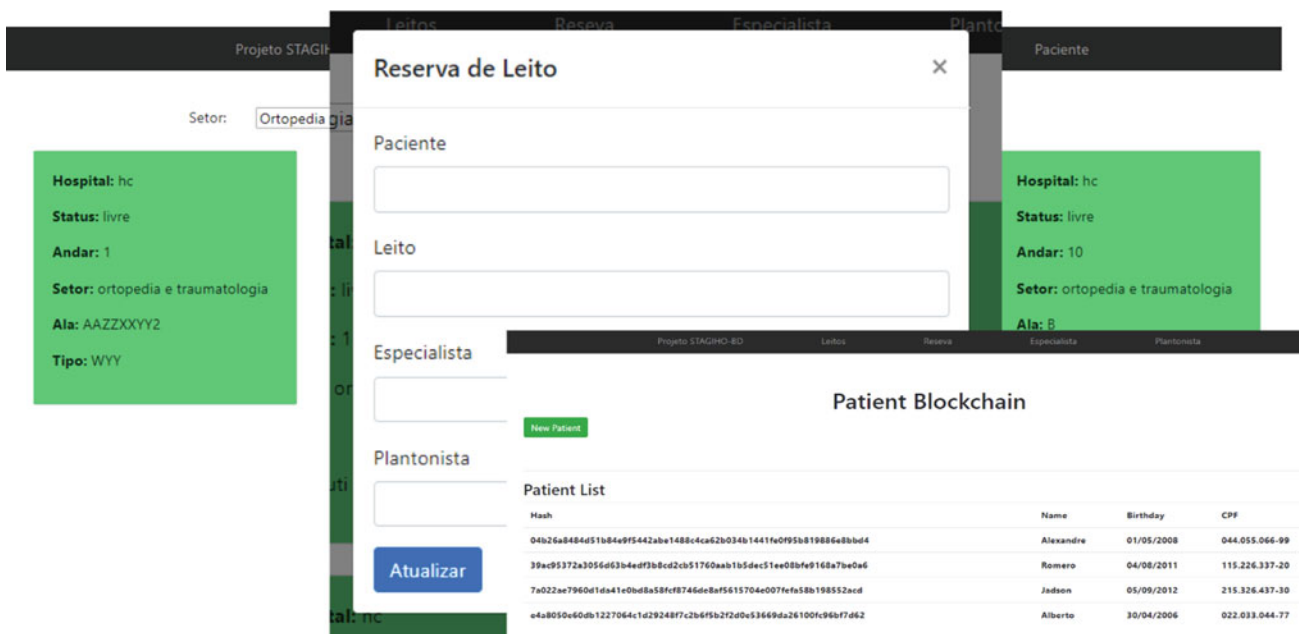 Leitos Reseva Especialista
Projeto STAGIH
Paciente
Setor: Ortopedia gia
Hospital: hc
Status: livre
Andar: 1
Setor: ortopedia e traumatologia
Ala: AAZZXXYY2
Tipo: WYY
Reserva de Leito ×
Paciente
Leito
Especialista
Plantonista
Atualizar
Hospital: hc
Status: livre
Andar: 10
Setor: ortopedia e traumatologia
Ala: B
Projeto STAGIHO-BD Leitos Reseva Especialista Plantonista
Patient Blockchain
New Patient
Patient List
Hash Name Birthday CPF
04b26a8484d51b84e9f5442abe1488c4ca62b034b1441fe0f95b819886e8bbd4 Alexandre 01/05/2008 044.055.066-99
39ac95372a3056d63b4edf3b8cd2cb51760aab1b5dec51ee08bfe9168a7be0a6 Romero 04/08/2011 115.226.337-20
7a022ae7960d1da41e0bd8a58fcf8746de8af5615704e007fefa58b198552acd Jadson 05/09/2012 215.326.437-30
e4a8050e60db1227064c1d29248f7c2b6f5b2f2d0e53669da26100fc96bf7d62 Alberto 30/04/2006 022.033.044-77